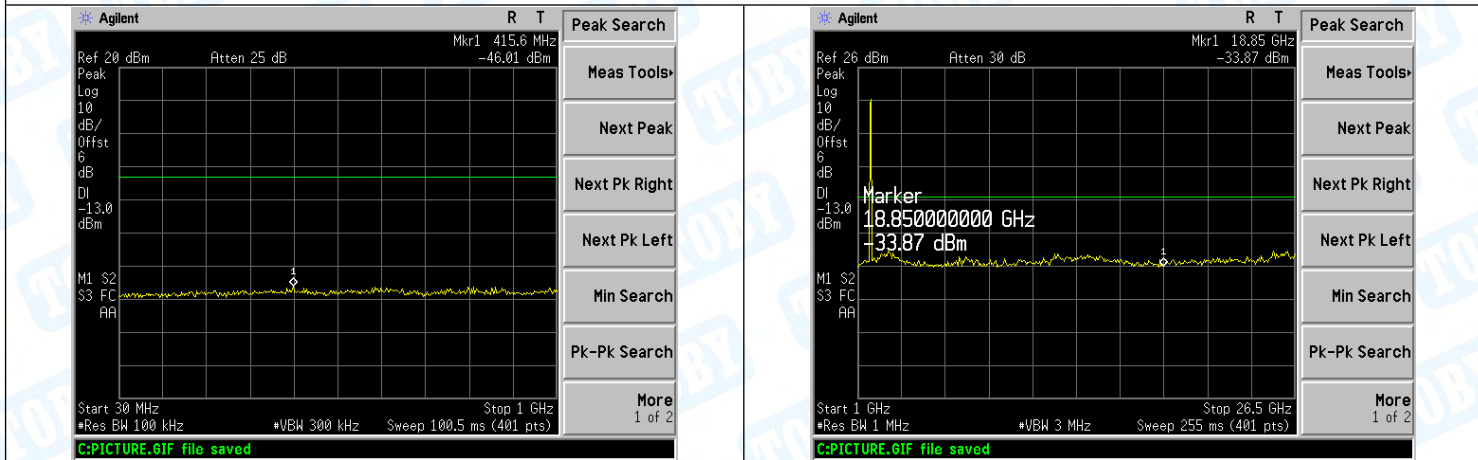 Agilent R T
Peak Search
Mkr1 415.6 MHz
Ref 20 dBm Atten 25 dB -46.01 dBm
Peak
Log
10
dB/
Offst
6
dB
DI
-13.0
dBm
1
M1 S2
S3 FC
AA
Start 30 MHz Stop 1 GHz
#Res BW 100 kHz #VBW 300 kHz Sweep 100.5 ms (401 pts)
C:PICTURE.GIF file saved
Meas Tools
Next Peak
Next Pk Right
Next Pk Left
Min Search
Pk-Pk Search
More
1 of 2
Agilent R T
Peak Search
Mkr1 18.85 GHz
Ref 26 dBm Atten 30 dB -33.87 dBm
Peak
Log
10
dB/
Offst
6
dB
DI
-13.0
dBm
Marker
18.850000000 GHz
-33.87 dBm
1
M1 S2
S3 FC
AA
Start 1 GHz Stop 26.5 GHz
#Res BW 1 MHz #VBW 3 MHz Sweep 255 ms (401 pts)
C:PICTURE.GIF file saved
Meas Tools
Next Peak
Next Pk Right
Next Pk Left
Min Search
Pk-Pk Search
More
1 of 2
TOBY